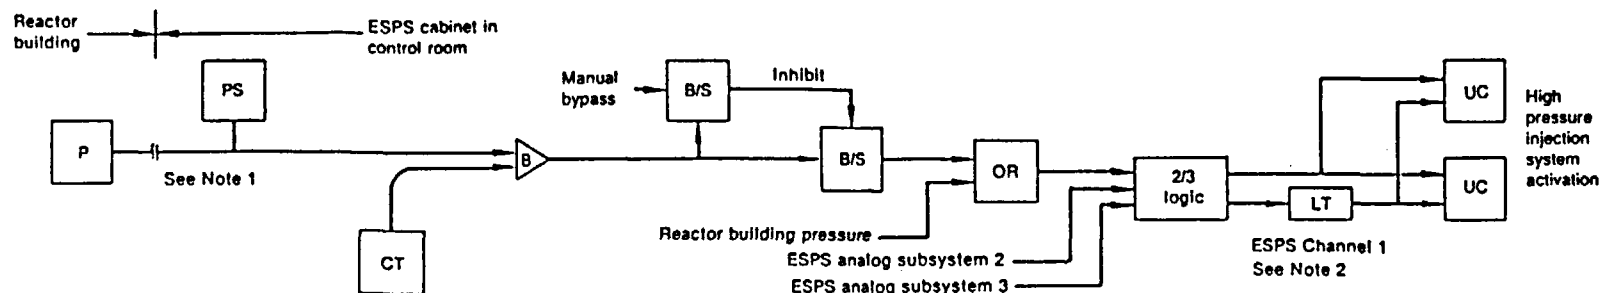 Reactor
building
ESPS cabinet in
control room
PS
Manual
bypass
B/S
Inhibit
UC
High
pressure
injection
system
activation
P
See Note 1
B
B/S
OR
2/3
logic
LT
UC
CT
Reactor building pressure
ESPS analog subsystem 2
ESPS analog subsystem 3
ESPS Channel 1
See Note 2